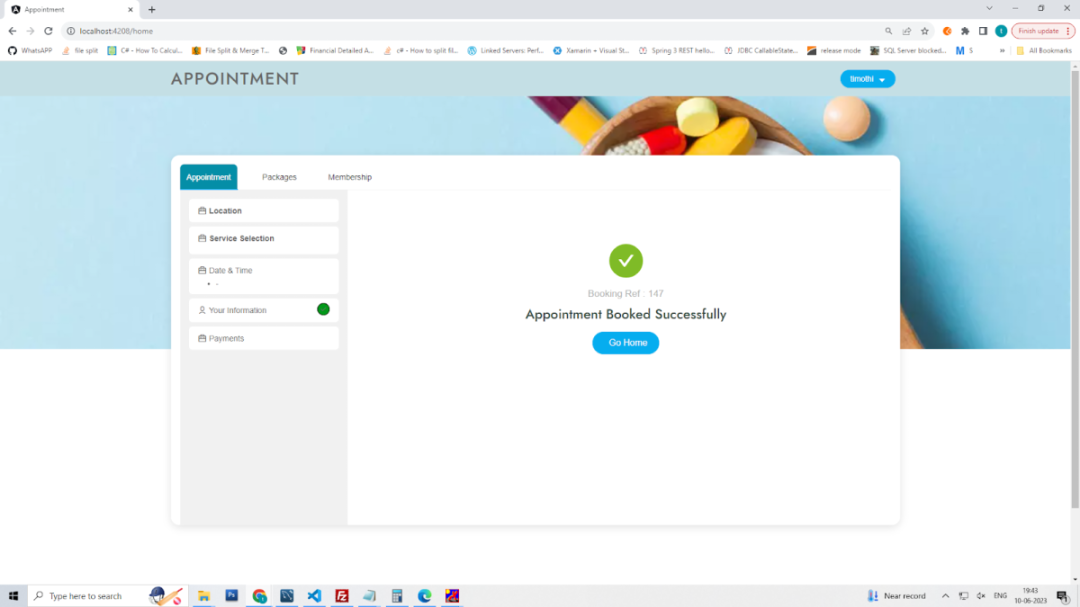 Appointment
localhost:4208/home
Finish update
WhatsAPP
file split
C# - How To Calcul...
File Split & Merge T...
Financial Detailed A...
c# - How to split fil...
Linked Servers: Perf...
Xamarin + Visual St...
Spring 3 REST hello...
JDBC CallableState...
release mode
SQL Server blocked...
S
»
All Bookmarks
APPOINTMENT
timothi
Appointment Packages Membership
Location
Service Selection
Date & Time
-
Your Information
Payments
Booking Ref : 147
Appointment Booked Successfully
Go Home
Type here to search
Near record
ENG
19:43
10-06-2023